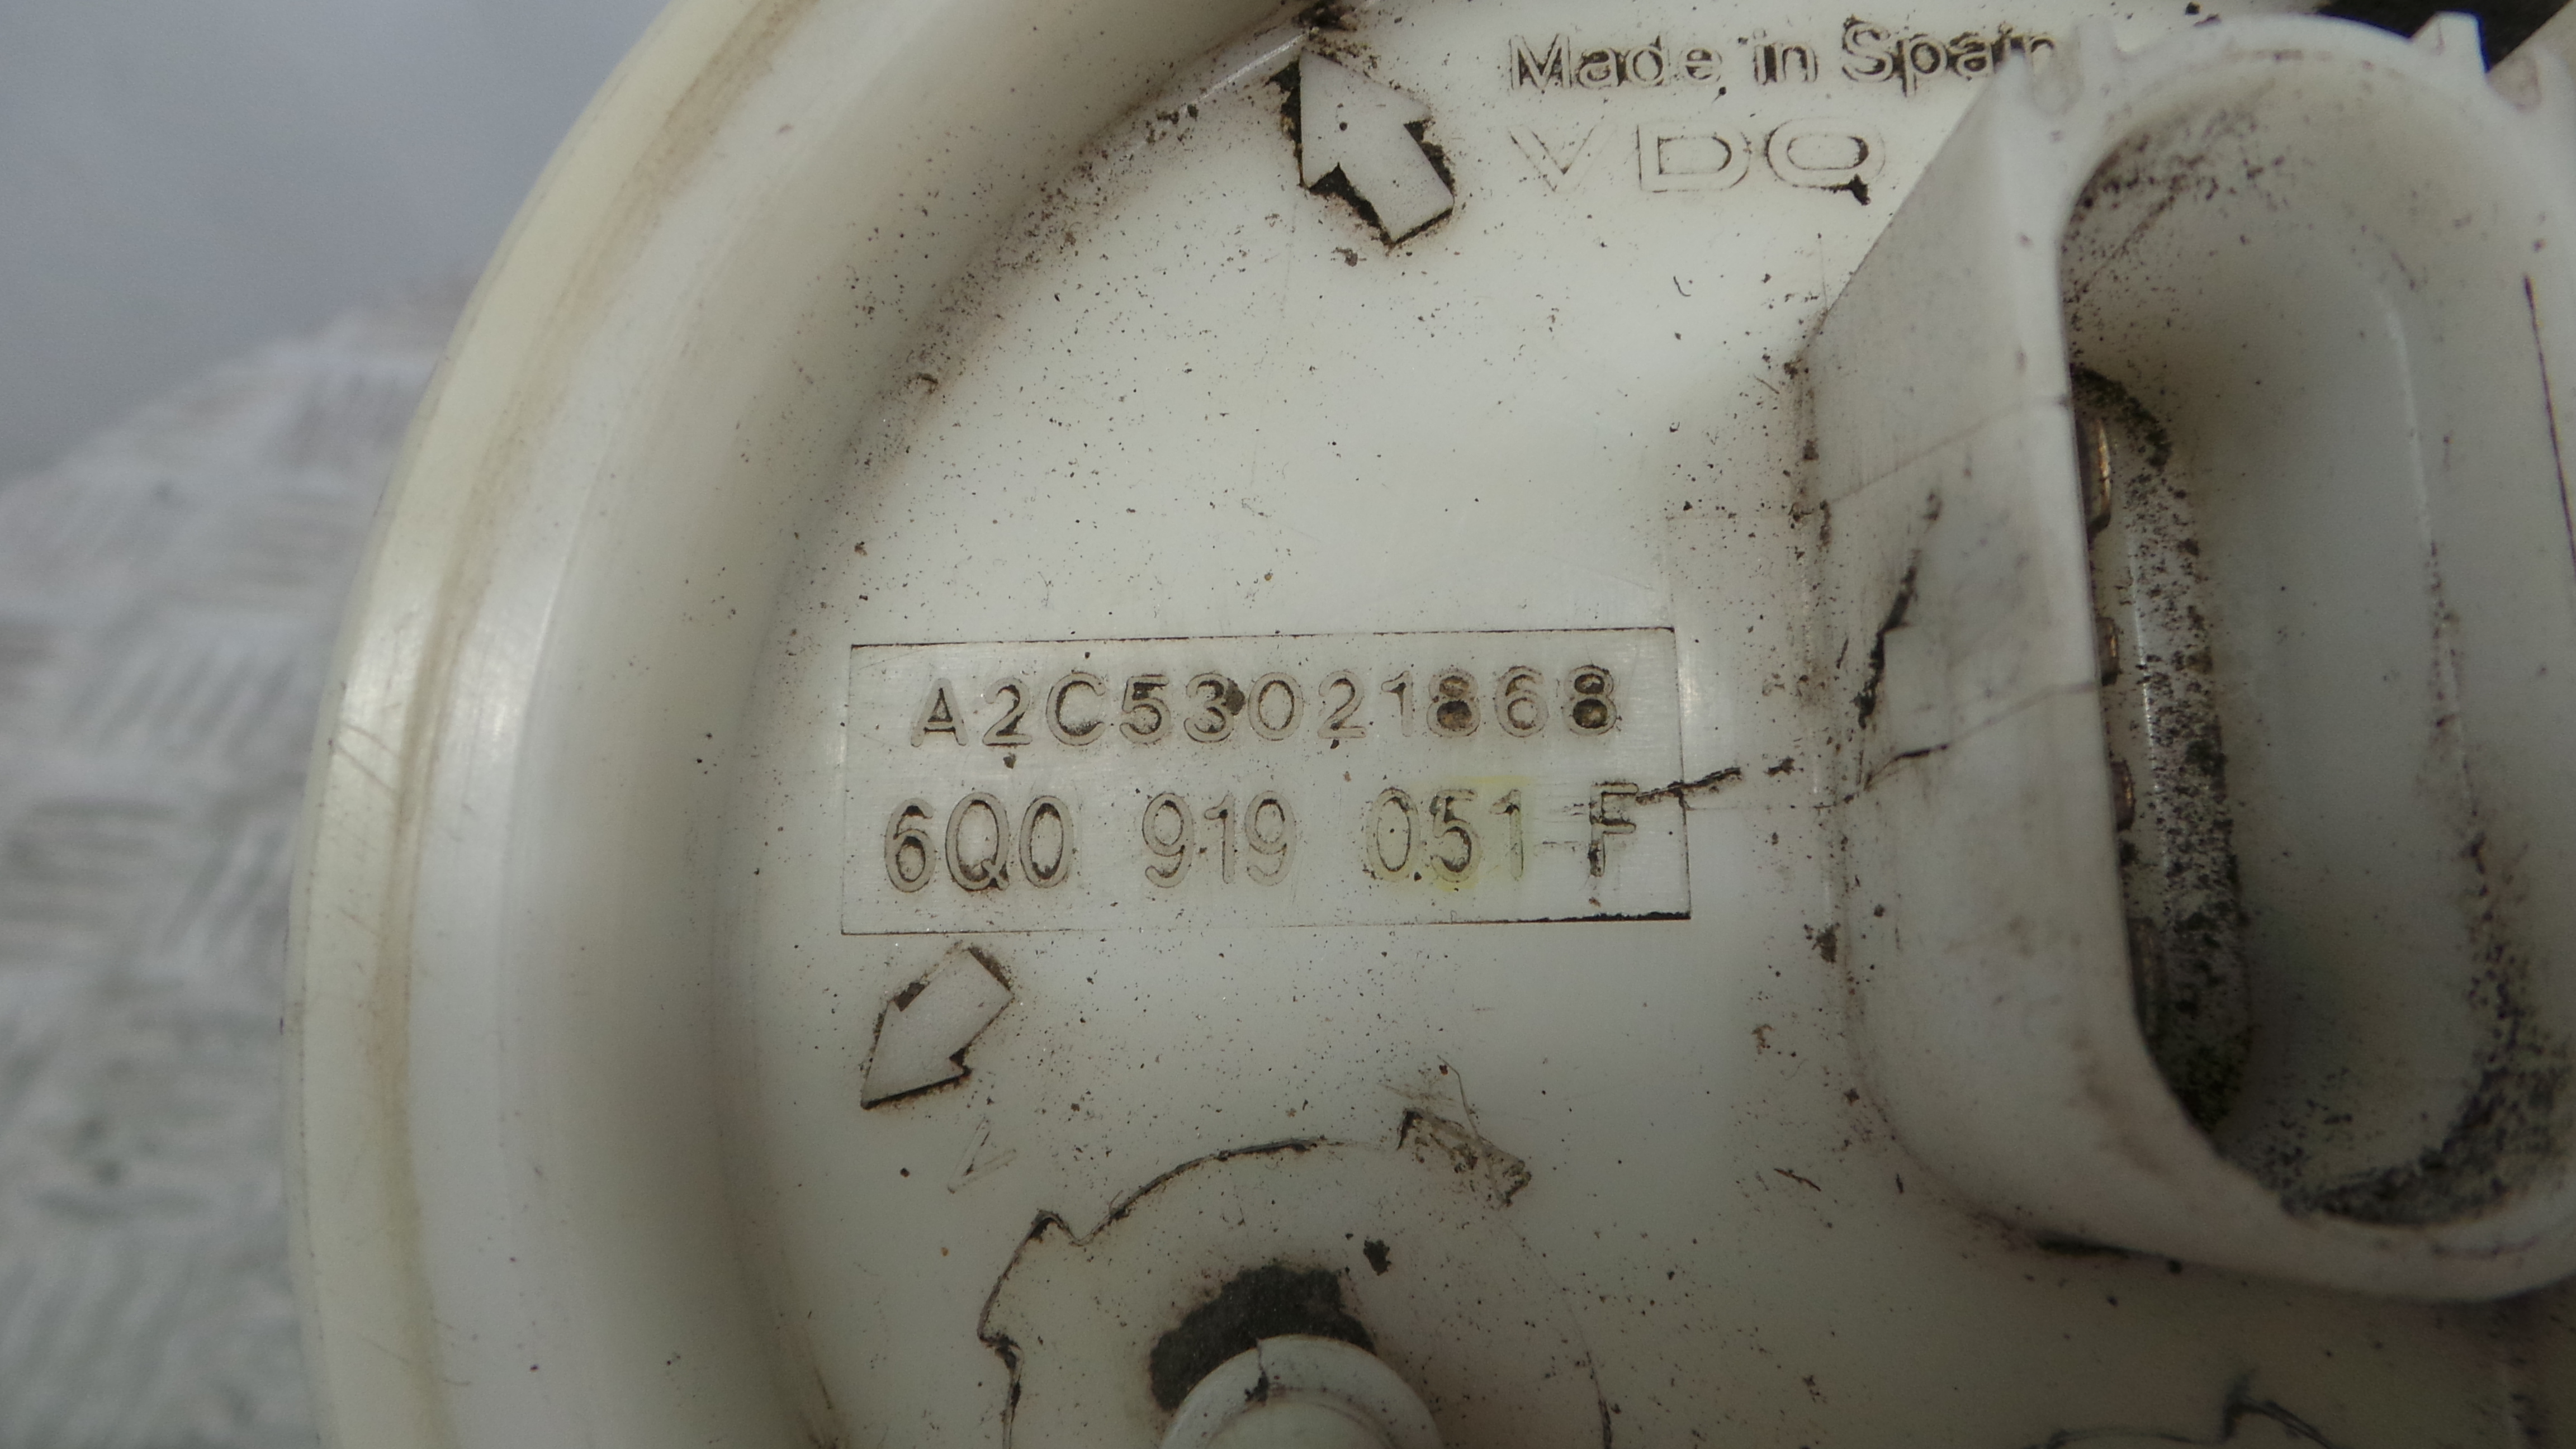 Made in Spain
VDO
A2C53021868
6Q0 919 051 F